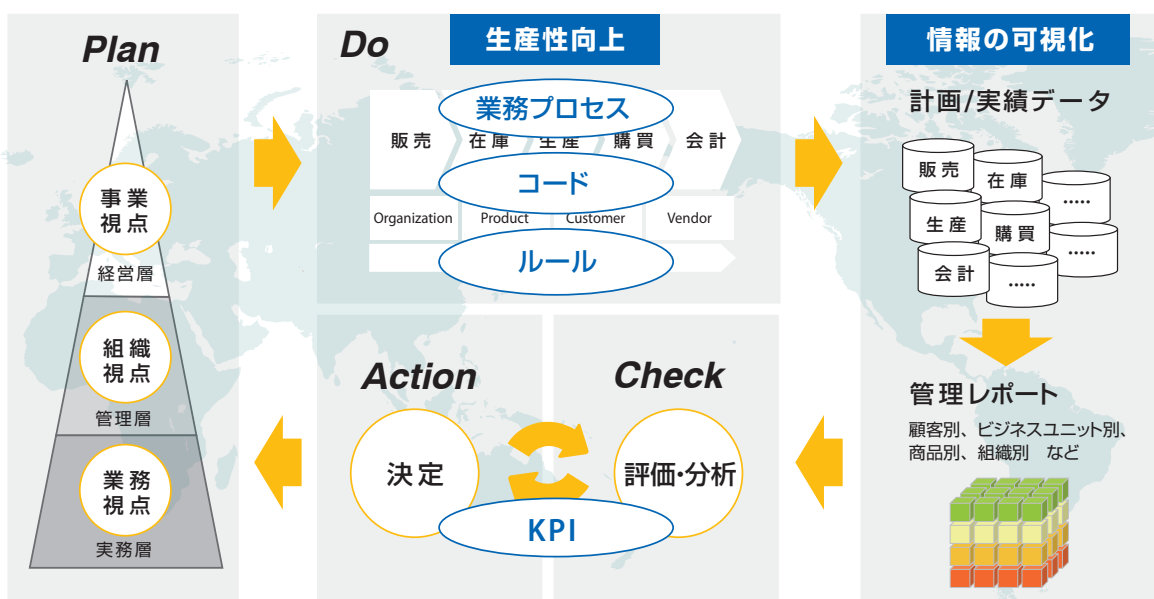 Plan
事業
視点
経営層
組織
視点
管理層
業務
視点
実務層
Do
生産性向上
業務プロセス
販売
在庫
生産
購買
会計
コード
Organization
Product
Customer
Vendor
ルール
情報の可視化
計画/実績データ
販売
在庫
.....
生産
購買
.....
会計
.....
管理レポート
顧客別、ビジネスユニット別、
商品別、組織別　など
Action
Check
決定
評価・分析
KPI